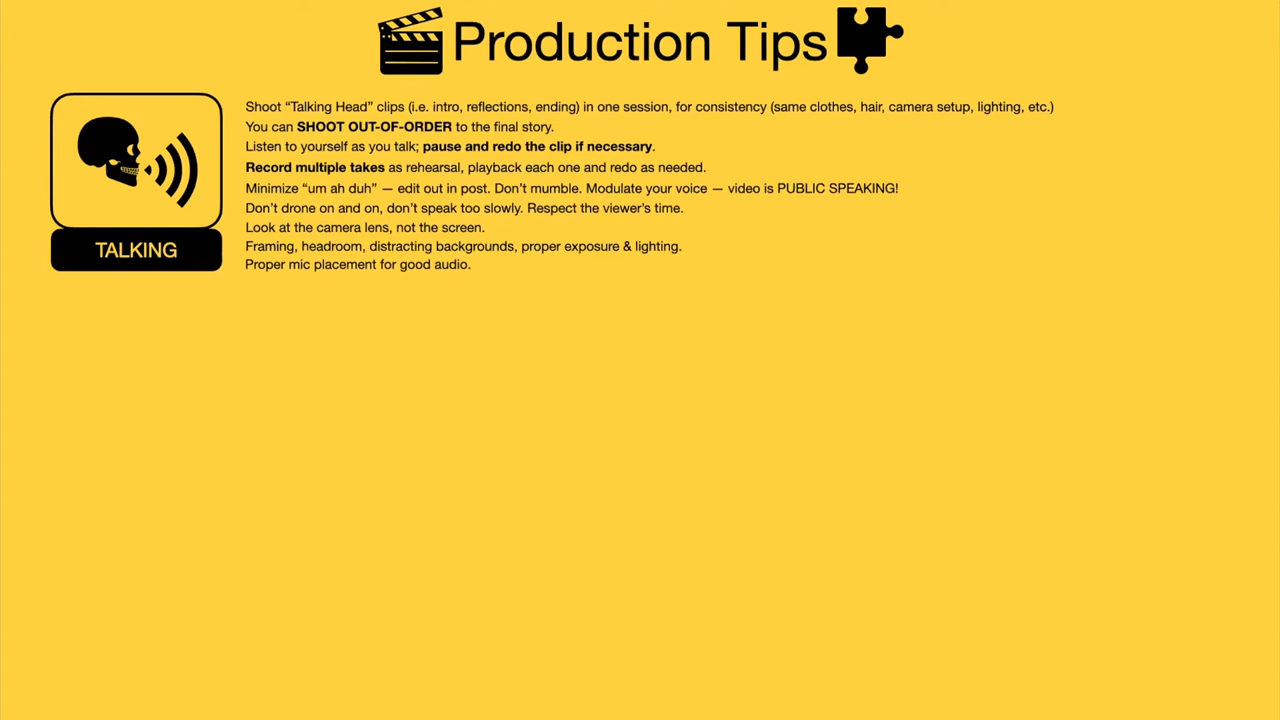 Production Tips
Shoot “Talking Head” clips (i.e. intro, reflections, ending) in one session, for consistency (same clothes, hair, camera setup, lighting, etc.)
You can SHOOT OUT-OF-ORDER to the final story.
Listen to yourself as you talk; pause and redo the clip if necessary.
Record multiple takes as rehearsal, playback each one and redo as needed.
Minimize “um ah duh” — edit out in post. Don’t mumble. Modulate your voice — video is PUBLIC SPEAKING!
Don’t drone on and on, don’t speak too slowly. Respect the viewer’s time.
Look at the camera lens, not the screen.
Framing, headroom, distracting backgrounds, proper exposure & lighting.
Proper mic placement for good audio.
TALKING